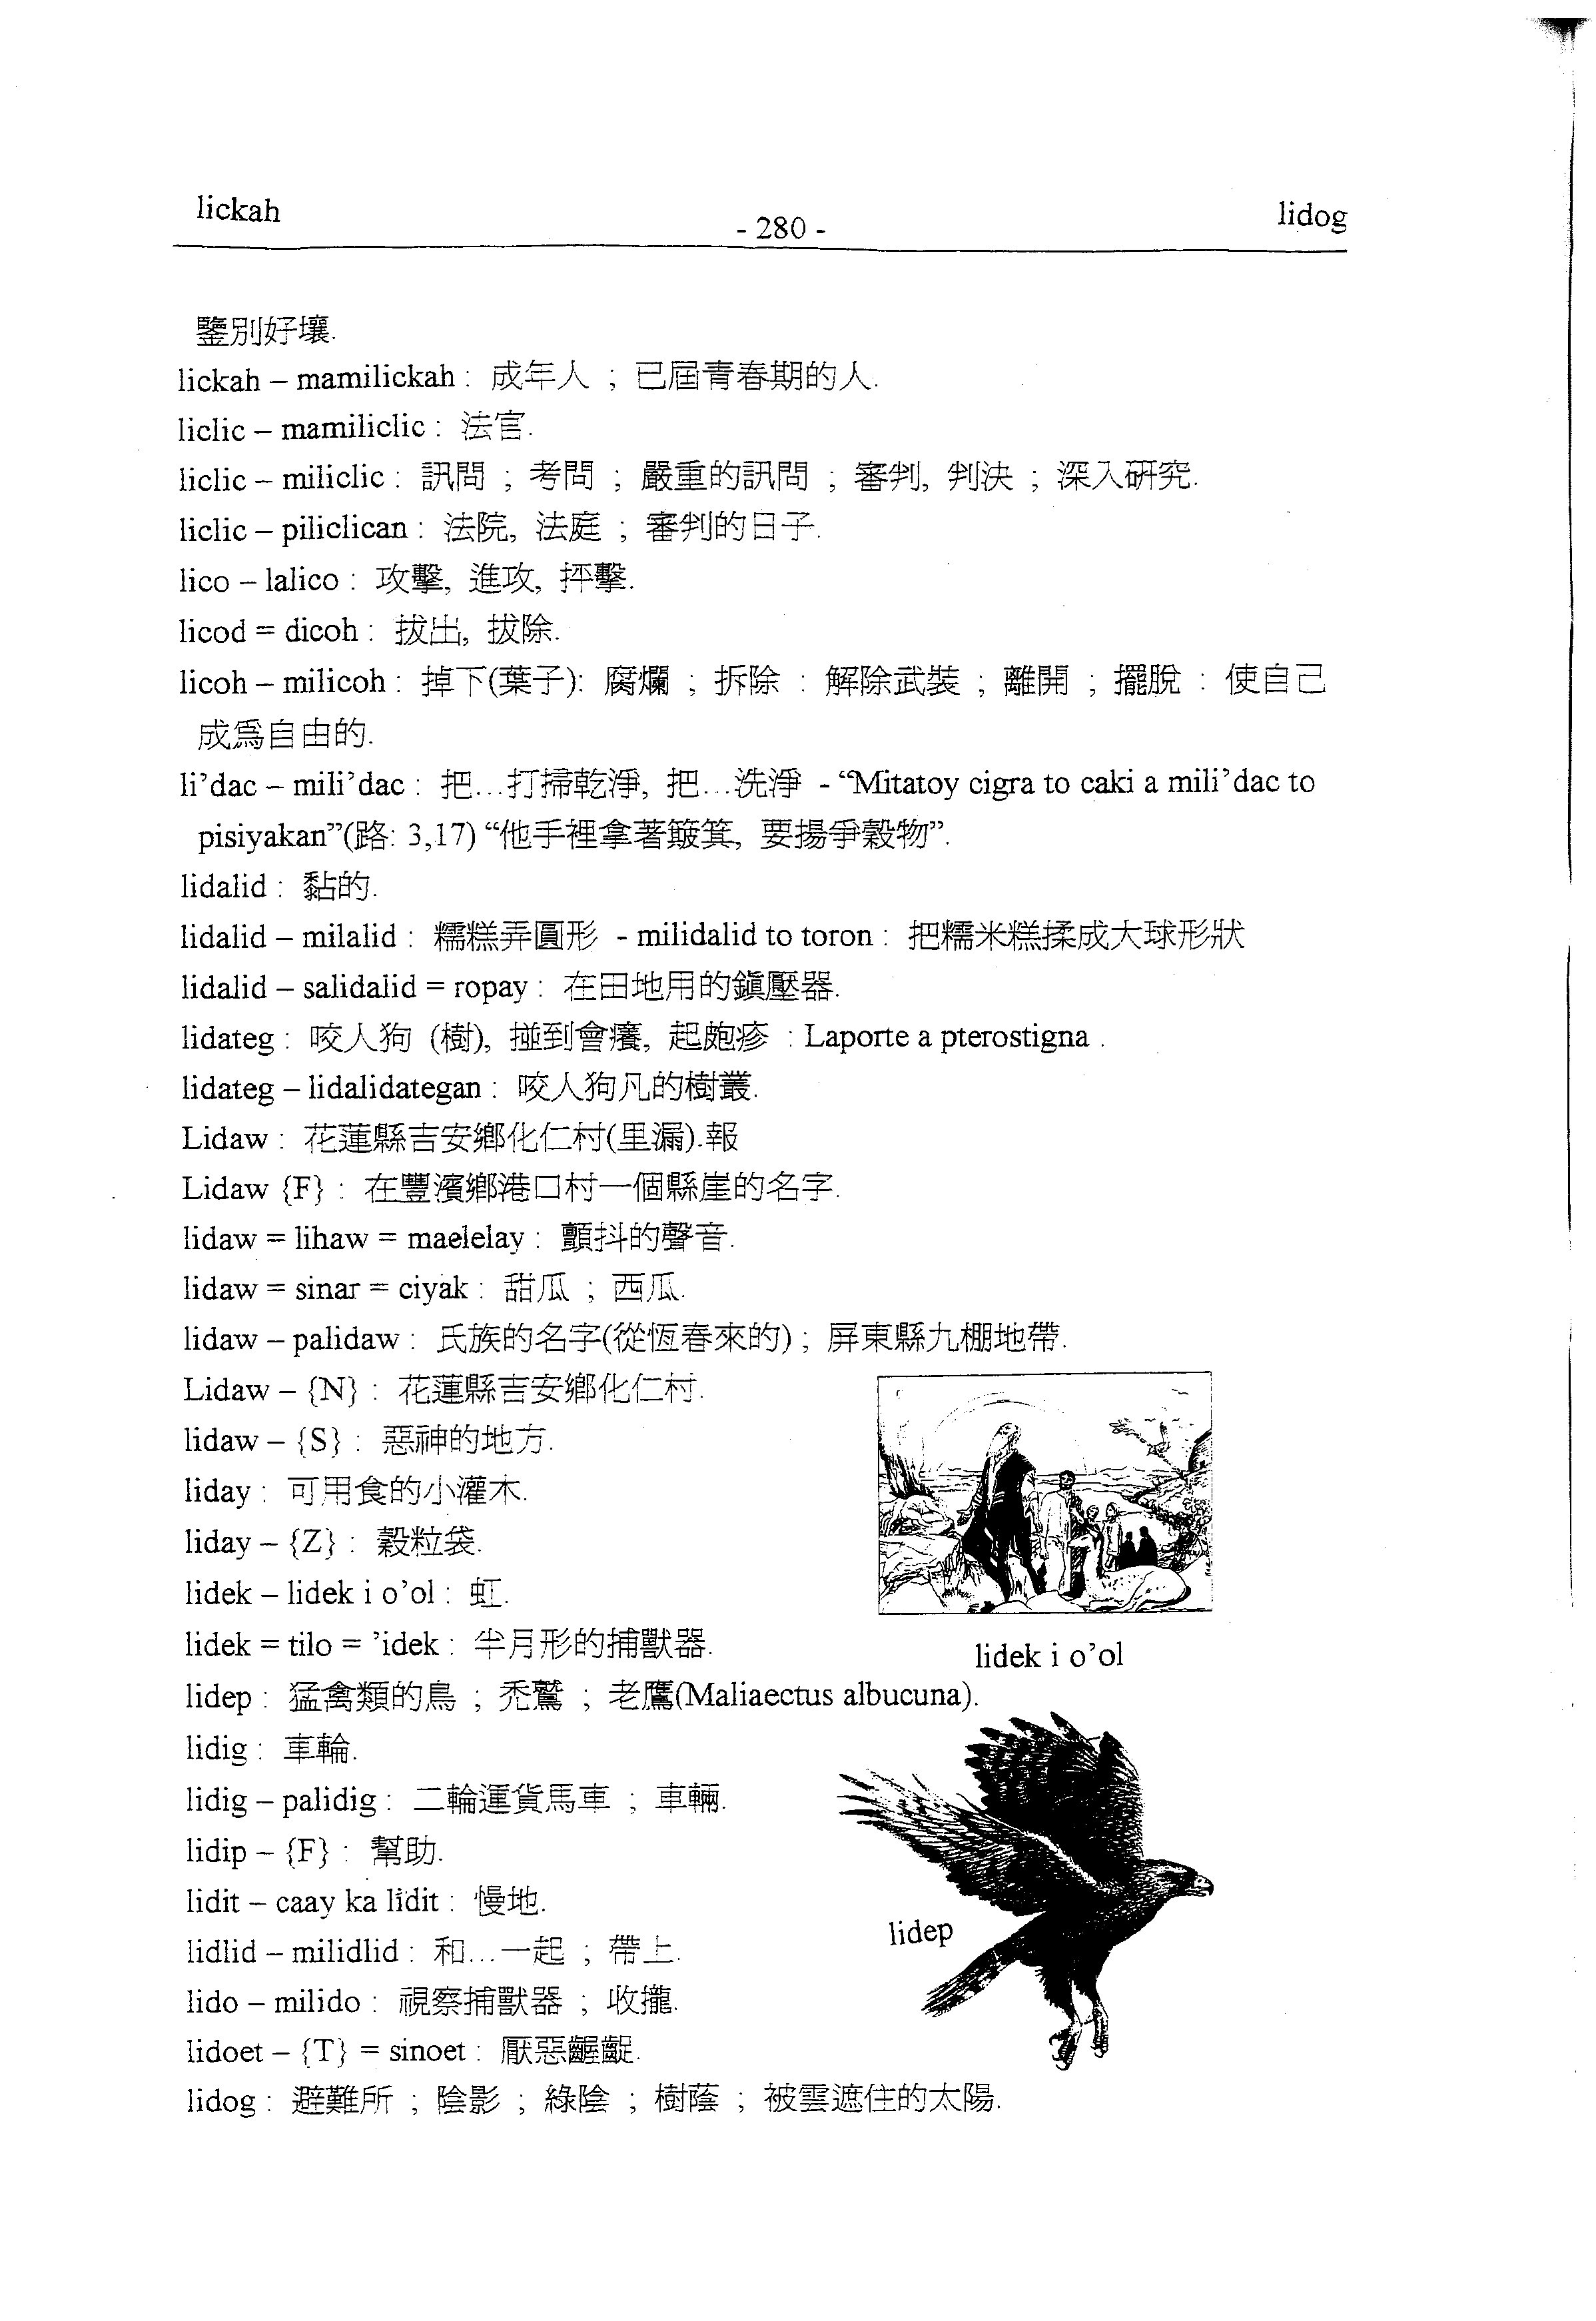 lickah
- 280 -
lidog
鑒別好壞.
lickah – mamilickah : 成年人 ; 已屆青春期的人.
liclic – mamiliclic : 法官.
liclic – miliclic : 訊問 ; 考問 ; 嚴重的訊問 ; 審判, 判決 ; 深入研究.
liclic – piliclican : 法院, 法庭 ; 審判的日子.
lico – lalico : 攻擊, 進攻, 抨擊.
licod = dicoh : 拔出, 拔除.
licoh – milicoh : 掉下(葉子): 腐爛 ; 拆除 : 解除武裝 ; 離開 ; 擺脫 : 使自己
成爲自由的.
li’dac – mili’dac : 把…打掃乾淨, 把…洗淨 - “Mitatoy cigra to caki a mili’dac to
pisiyakan”(路: 3,17) “他手裡拿著簸箕, 要揚爭穀物”.
lidalid : 黏的.
lidalid – milalid : 糯糕弄圓形 - milidalid to toron : 把糯米糕揉成大球形狀
lidalid – salidalid = ropay : 在田地用的鎭壓器.
lidateg : 咬人狗 (樹), 掽到會癢, 起皰疹 : Laporte a pterostigna .
lidateg – lidalidategan : 咬人狗凡的樹叢.
Lidaw : 花蓮縣吉安鄉化仁村(里漏).報
Lidaw {F} : 在豐濱鄉港口村一個縣崖的名字.
lidaw = lihaw = maelelay : 顫抖的聲音.
lidaw = sinar = ciyak : 甜瓜 ; 西瓜.
lidaw – palidaw : 氏族的名字(從恆春來的) ; 屏東縣九棚地帶.
Lidaw – {N} : 花蓮縣吉安鄉化仁村.
lidaw – {S} : 惡神的地方.
liday : 可用食的小灌木.
liday – {Z} : 穀粒袋.
lidek – lidek i o’ol : 虹.
lidek = tilo = ’idek : 半月形的捕獸器.
lidek i o’ol
lidep : 猛禽類的鳥 ; 禿鷲 ; 老鷹(Maliaectus albucuna).
lidig : 車輪.
lidig – palidig : 二輪運貨馬車 ; 車輛.
lidip – {F} : 幫助.
lidit – caay ka lidit : 慢地.
lidep
lidlid – milidlid : 和…一起 ; 帶上.
lido – milido : 視察捕獸器 ; 收攏.
lidoet – {T} = sinoet : 厭惡齷齪.
lidog : 避難所 ; 陰影 ; 綠陰 ; 樹蔭 ; 被雲遮住的太陽.